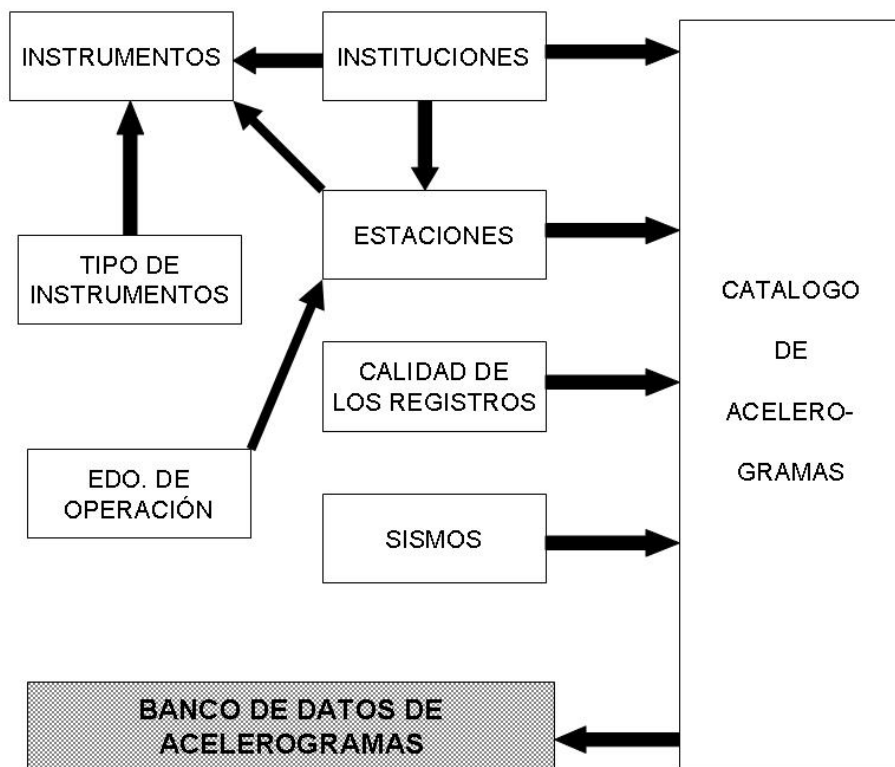 INSTRUMENTOS
INSTITUCIONES
ESTACIONES
TIPO DE
INSTRUMENTOS
CALIDAD DE
LOS REGISTROS
EDO. DE
OPERACIÓN
SISMOS
CATALOGO
DE
ACELERO-
GRAMAS
BANCO DE DATOS DE
ACELEROGRAMAS